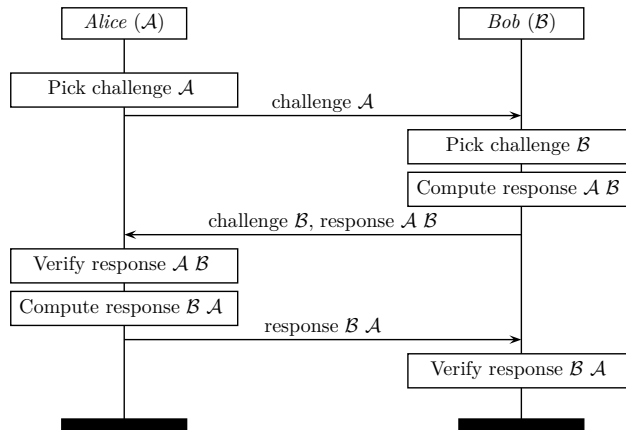 Alice (𝒜)
Bob (ℬ)
Pick challenge 𝒜
challenge 𝒜
Pick challenge ℬ
Compute response 𝒜 ℬ
challenge ℬ, response 𝒜 ℬ
Verify response 𝒜 ℬ
Compute response ℬ 𝒜
response ℬ 𝒜
Verify response ℬ 𝒜